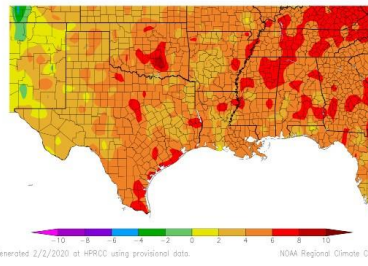 -10 -8 -6 -4 -2 0 2 4 6 8 10
enerated 2/2/2020 at HPRCC using provisional data.
NOAA Regional Climate C